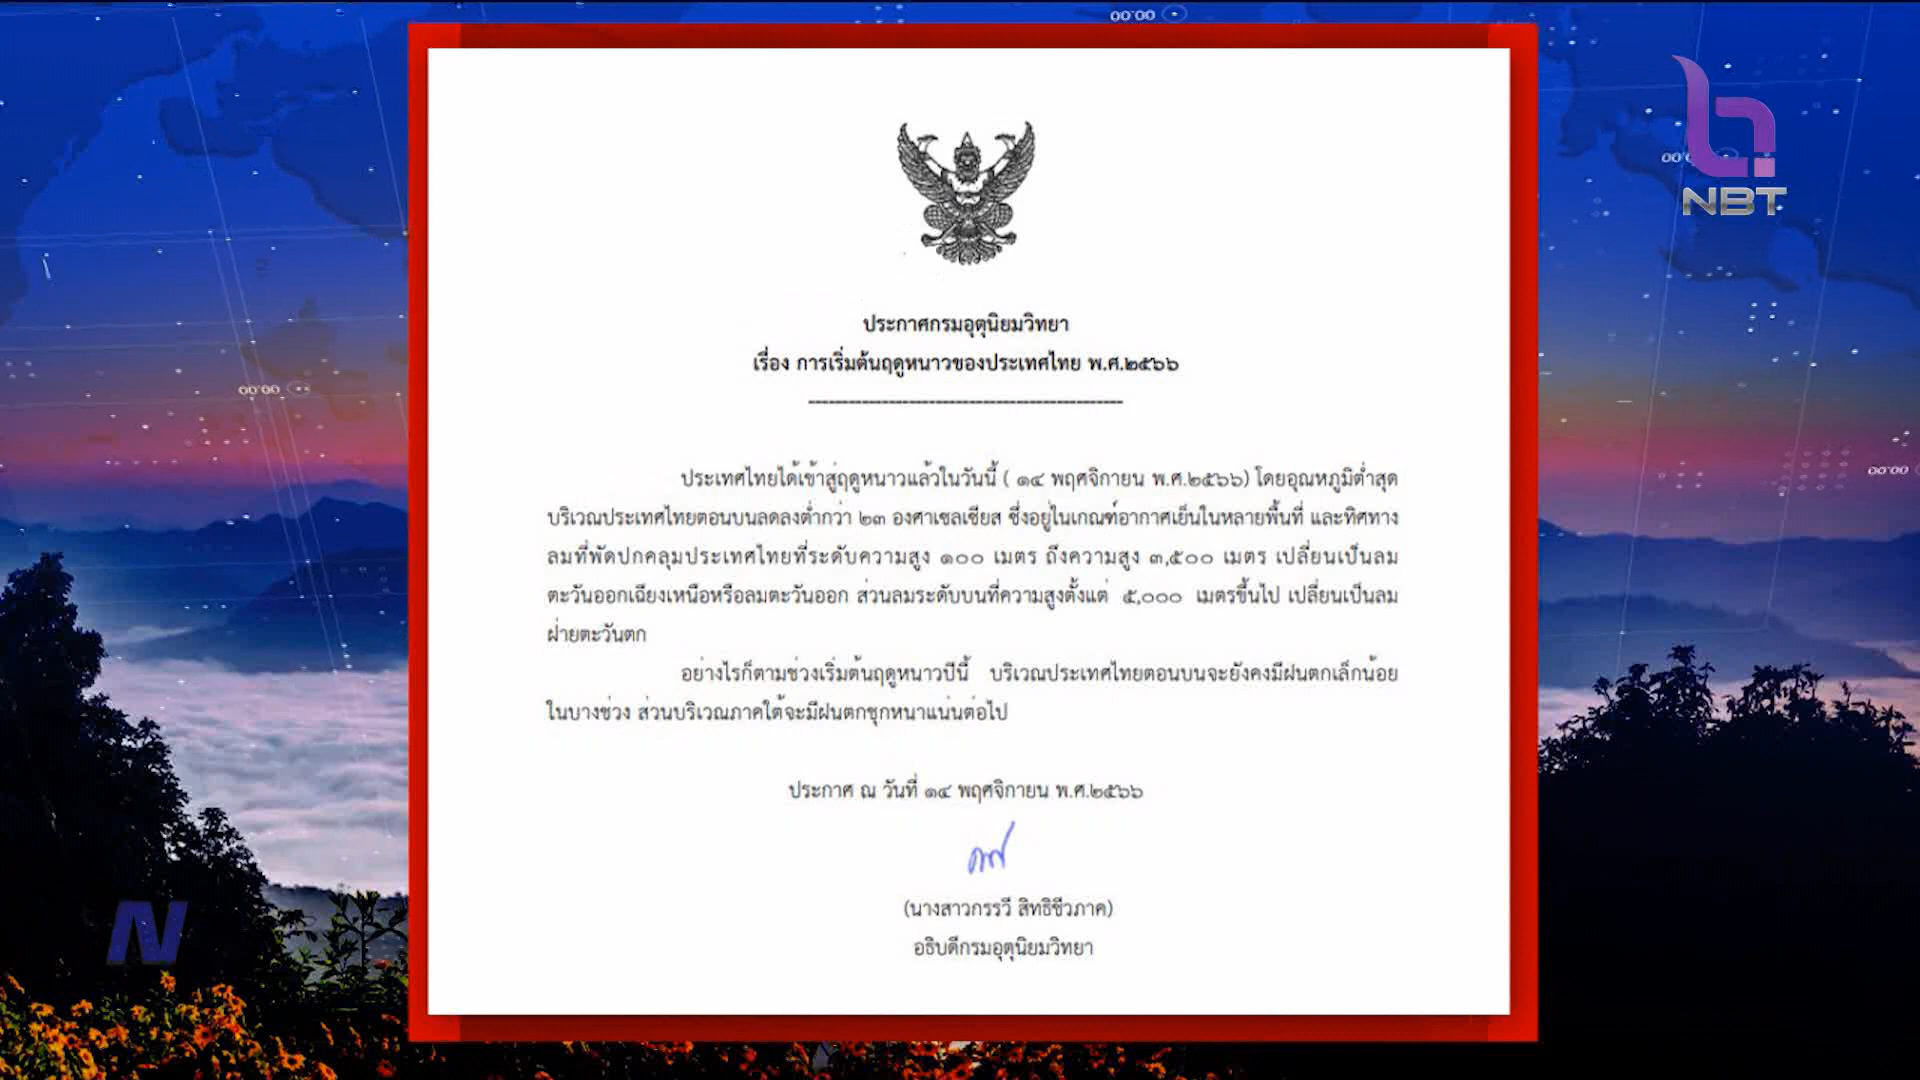 00'00
00'0
NBT
ประกาศกรมอุตุนิยมวิทยา
เรื่อง การเริ่มต้นฤดูหนาวของประเทศไทย พ.ศ.๒๕๖๖
00'00
ประเทศไทยได้เข้าสู่ฤดูหนาวแล้วในวันนี้ ( ๑๔ พฤศจิกายน พ.ศ.๒๕๖๖) โดยอุณหภูมิต่ำสุด
บริเวณประเทศไทยตอนบนลดลงต่ำกว่า ๒๓ องศาเซลเซียส ซึ่งอยู่ในเกณฑ์อากาศเย็นในหลายพื้นที่ และทิศทาง
ลมที่พัดปกคลุมประเทศไทยที่ระดับความสูง ๑๐๐ เมตร ถึงความสูง ๓,๕๐๐ เมตร เปลี่ยนเป็นลม
ตะวันออกเฉียงเหนือหรือลมตะวันออก ส่วนลมระดับบนที่ความสูงตั้งแต่ ๕,๐๐๐ เมตรขึ้นไป เปลี่ยนเป็นลม
ฝ่ายตะวันตก
00'00
อย่างไรก็ตามช่วงเริ่มต้นฤดูหนาวปีนี้ บริเวณประเทศไทยตอนบนจะยังคงมีฝนตกเล็กน้อย
ในบางช่วง ส่วนบริเวณภาคใต้จะมีฝนตกชุกหนาแน่นต่อไป
ประกาศ ณ วันที่ ๑๔ พฤศจิกายน พ.ศ.๒๕๖๖
(นางสาวกรรวี สิทธิชีวภาค)
อธิบดีกรมอุตุนิยมวิทยา
N